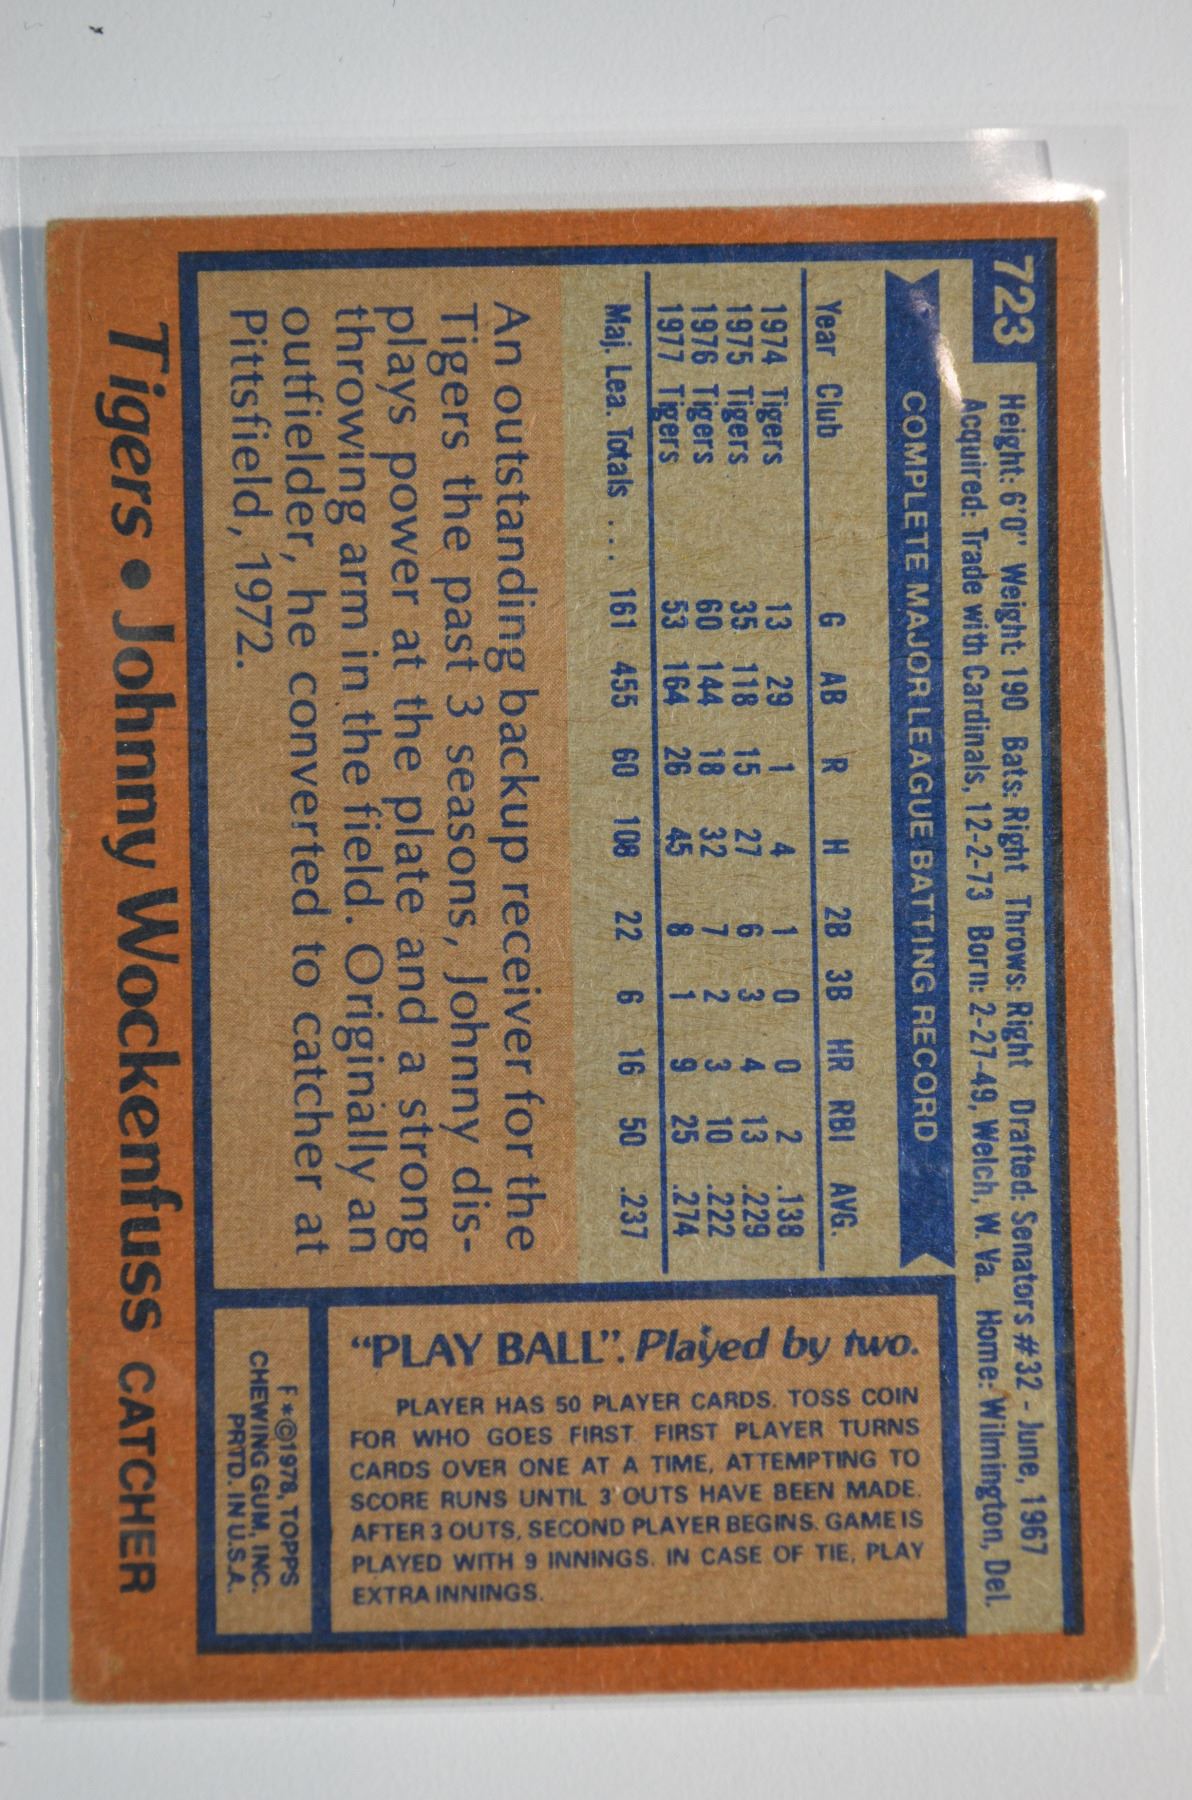 723
Height: 6'0" Weight: 190 Bats: Right Throws: Right Drafted: Senators #32 - June, 1967
Acquired: Trade with Cardinals, 12-2-73 Born: 2-27-49, Welch, W. Va. Home: Wilmington, Del.
COMPLETE MAJOR LEAGUE BATTING RECORD
Year Club G AB R H 2B 3B HR RBI AVG.
1974 Tigers 13 29 1 4 1 0 0 2 .138
1975 Tigers 35 118 15 27 6 3 4 13 .229
1976 Tigers 60 144 18 32 7 2 3 10 .222
1977 Tigers 53 164 26 45 8 1 9 25 .274
Maj. Lea. Totals . . . 161 455 60 108 22 6 16 50 .237
An outstanding backup receiver for the
Tigers the past 3 seasons, Johnny dis-
plays power at the plate and a strong
throwing arm in the field. Originally an
outfielder, he converted to catcher at
Pittsfield, 1972.
"PLAY BALL". Played by two.
PLAYER HAS 50 PLAYER CARDS. TOSS COIN
FOR WHO GOES FIRST. FIRST PLAYER TURNS
CARDS OVER ONE AT A TIME, ATTEMPTING TO
SCORE RUNS UNTIL 3 OUTS HAVE BEEN MADE.
AFTER 3 OUTS, SECOND PLAYER BEGINS. GAME IS
PLAYED WITH 9 INNINGS. IN CASE OF TIE, PLAY
EXTRA INNINGS.
F*©1978, TOPPS
CHEWING GUM, INC.
PRTD. IN U.S.A.
Tigers • Johnny Wockenfuss CATCHER